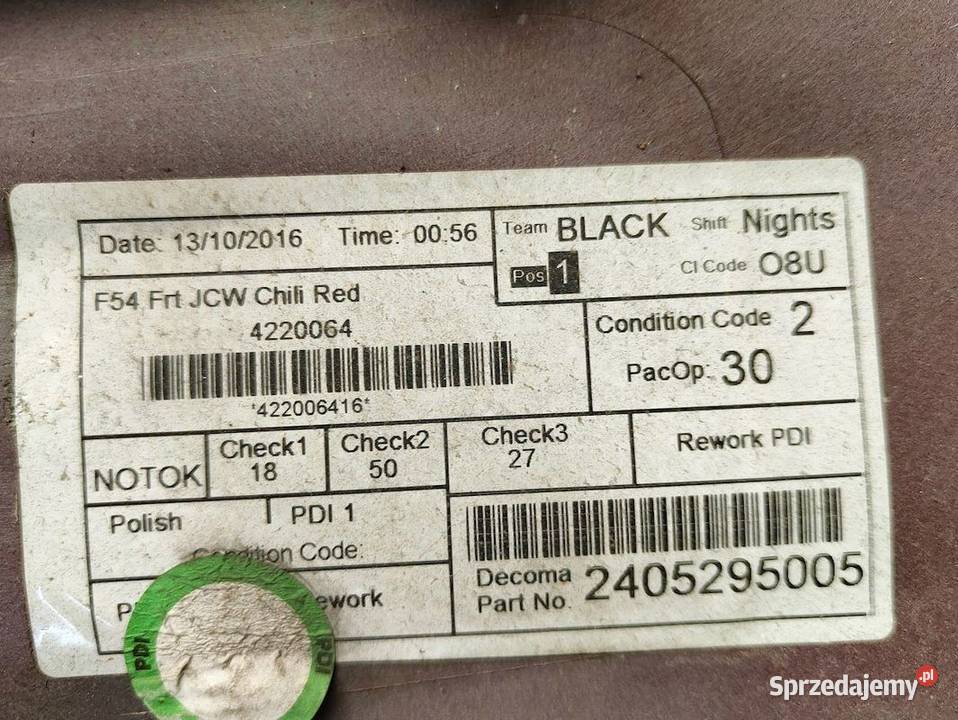 Date: 13/10/2016 Time: 00:56
Team BLACK Shift Nights
Pos 1 CI Code O8U
F54 Frt JCW Chili Red
4220064
*422006416*
Condition Code 2
PacOp: 30
NOTOK
Check1
18
Check2
50
Check3
27
Rework PDI
Polish PDI 1
Condition Code:
Decoma
Part No. 2405295005
PDI
PDI
Sprzedajemy.pl